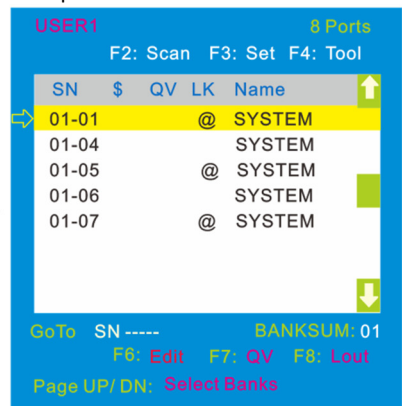 USER1 8 Ports
F2: Scan F3: Set F4: Tool
SN $ QV LK Name
01-01 @ SYSTEM
01-04 SYSTEM
01-05 @ SYSTEM
01-06 SYSTEM
01-07 @ SYSTEM
GoTo SN ----- BANKSUM: 01
F6: Edit F7: QV F8: Lout
Page UP/ DN: Select Banks